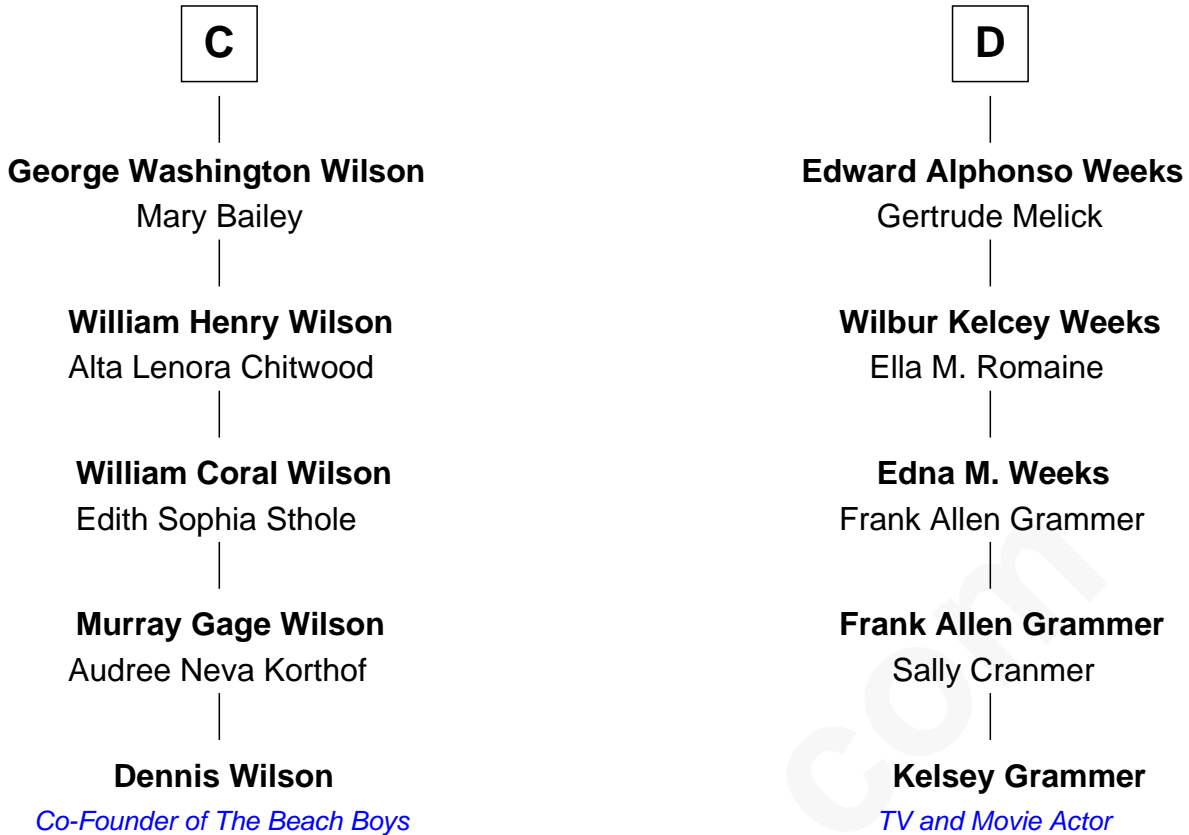 C
George Washington Wilson
Mary Bailey
William Henry Wilson
Alta Lenora Chitwood
William Coral Wilson
Edith Sophia Sthole
Murray Gage Wilson
Audree Neva Korthof
Dennis Wilson
Co-Founder of The Beach Boys
D
Edward Alphonso Weeks
Gertrude Melick
Wilbur Kelcey Weeks
Ella M. Romaine
Edna M. Weeks
Frank Allen Grammer
Frank Allen Grammer
Sally Cranmer
Kelsey Grammer
TV and Movie Actor
com